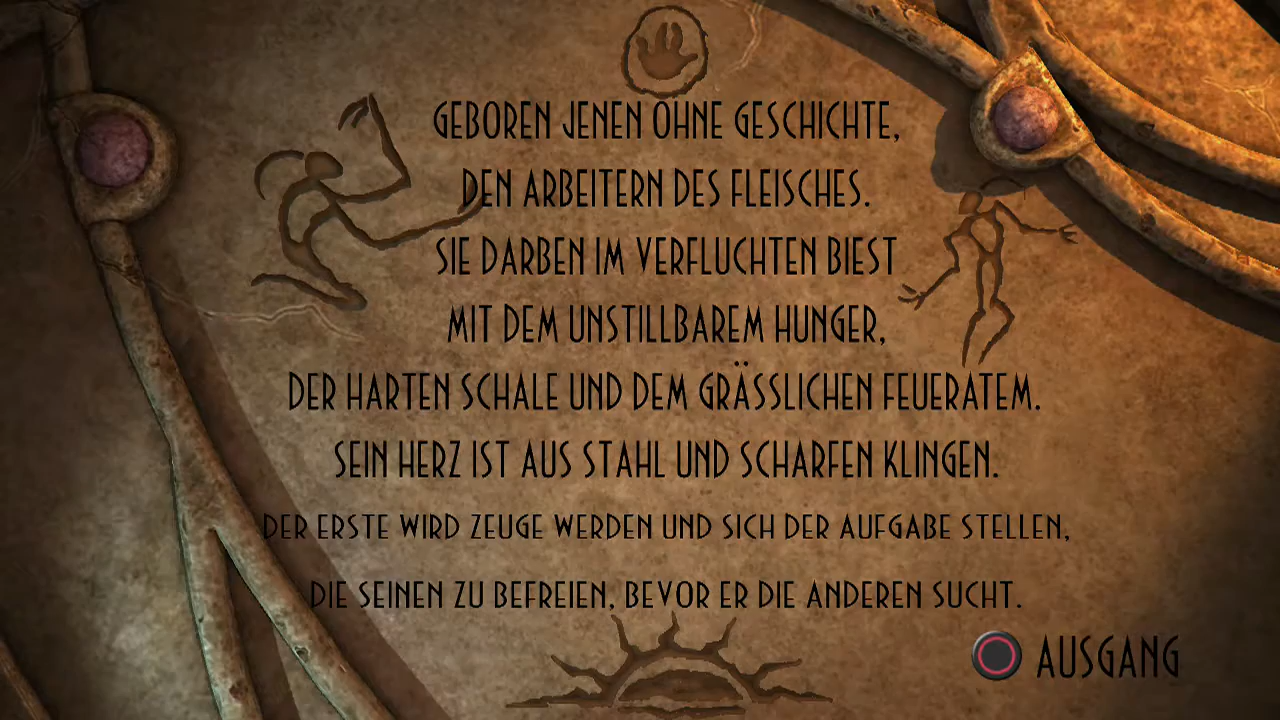 GEBOREN JENEN OHNE GESCHICHTE,
DEN ARBEITERN DES FLEISCHES.
SIE DARBEN IM VERFLUCHTEN BIEST
MIT DEM UNSTILLBAREM HUNGER,
DER HARTEN SCHALE UND DEM GRÄSSLICHEN FEUERATEM.
SEIN HERZ IST AUS STAHL UND SCHARFEN KLINGEN.
DER ERSTE WIRD ZEUGE WERDEN UND SICH DER AUFGABE STELLEN,
DIE SEINEN ZU BEFREIEN, BEVOR ER DIE ANDEREN SUCHT.
AUSGANG